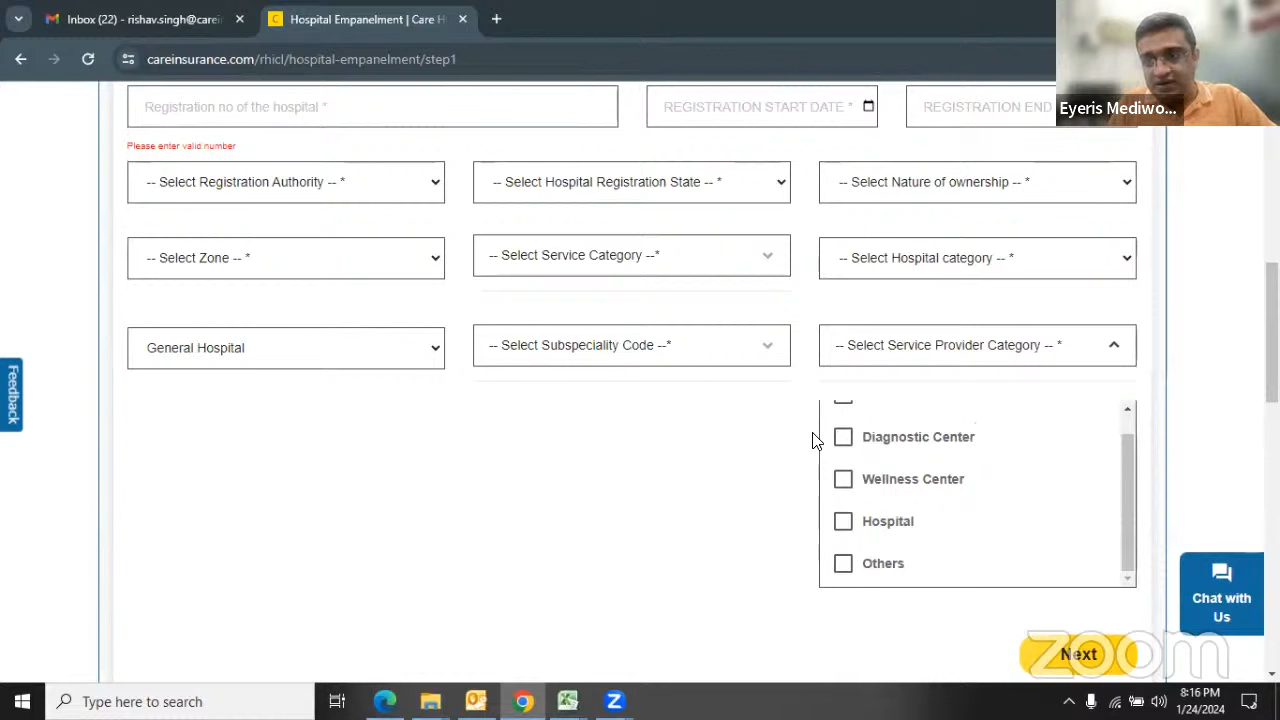 Inbox (22) - rishav.singh@carei
Hospital Empanelment | Care H
careinsurance.com/rhicl/hospital-empanelment/step1
Eyeris Mediwo...
Registration no of the hospital *
REGISTRATION START DATE *
REGISTRATION END
Please enter valid number
-- Select Registration Authority -- *
-- Select Hospital Registration State -- *
-- Select Nature of ownership -- *
-- Select Zone -- *
-- Select Service Category --*
-- Select Hospital category -- *
General Hospital
-- Select Subspeciality Code --*
-- Select Service Provider Category -- *
Feedback
Diagnostic Center
Wellness Center
Hospital
Others
Chat with
Us
Next
zoom
Type here to search
8:16 PM
1/24/2024